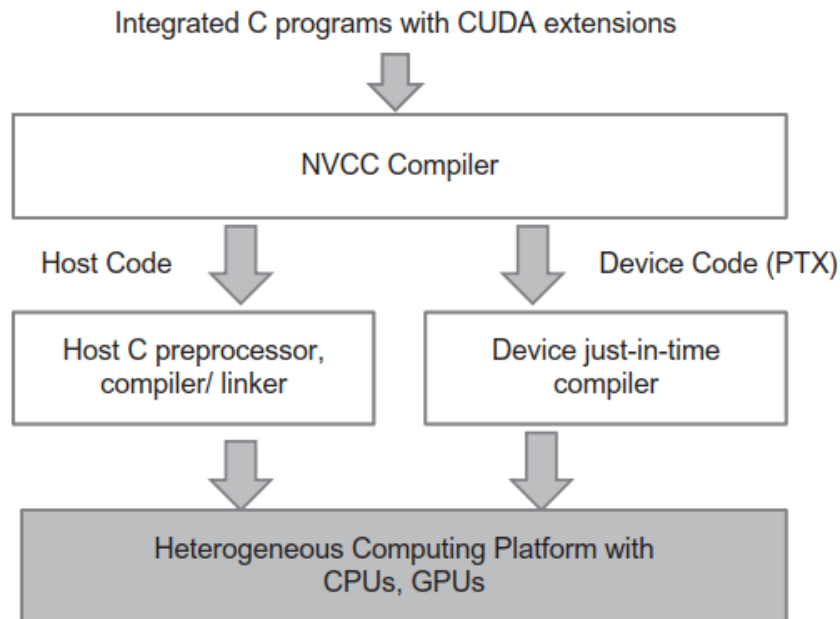 Integrated C programs with CUDA extensions
NVCC Compiler
Host Code
Device Code (PTX)
Host C preprocessor,
compiler/ linker
Device just-in-time
compiler
Heterogeneous Computing Platform with
CPUs, GPUs